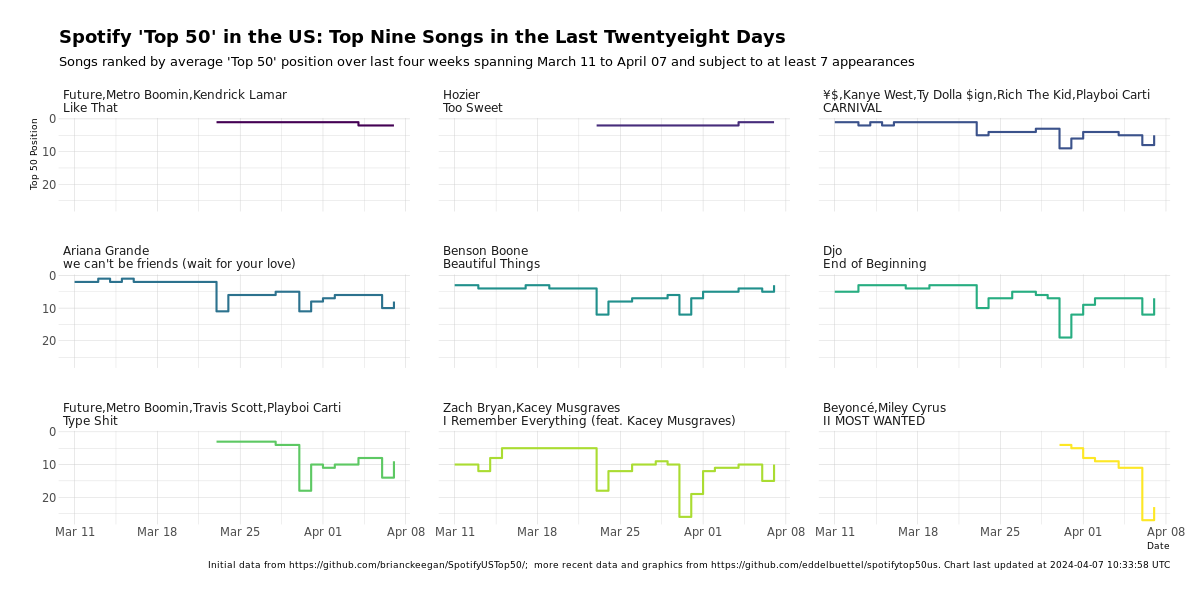 Spotify 'Top 50' in the US: Top Nine Songs in the Last Twentyeight Days
Songs ranked by average 'Top 50' position over last four weeks spanning March 11 to April 07 and subject to at least 7 appearances
Future,Metro Boomin,Kendrick Lamar
Like That
Hozier
Too Sweet
¥$,Kanye West,Ty Dolla $ign,Rich The Kid,Playboi Carti
CARNIVAL
Top 50 Position
0
10
20
Ariana Grande
we can't be friends (wait for your love)
Benson Boone
Beautiful Things
Djo
End of Beginning
0
10
20
Future,Metro Boomin,Travis Scott,Playboi Carti
Type Shit
Zach Bryan,Kacey Musgraves
I Remember Everything (feat. Kacey Musgraves)
Beyoncé,Miley Cyrus
II MOST WANTED
0
10
20
Mar 11 Mar 18 Mar 25 Apr 01 Apr 08
Mar 11 Mar 18 Mar 25 Apr 01 Apr 08
Mar 11 Mar 18 Mar 25 Apr 01 Apr 08
Date
Initial data from https://github.com/brianckeegan/SpotifyUSTop50/;  more recent data and graphics from https://github.com/eddelbuettel/spotifytop50us. Chart last updated at 2024-04-07 10:33:58 UTC